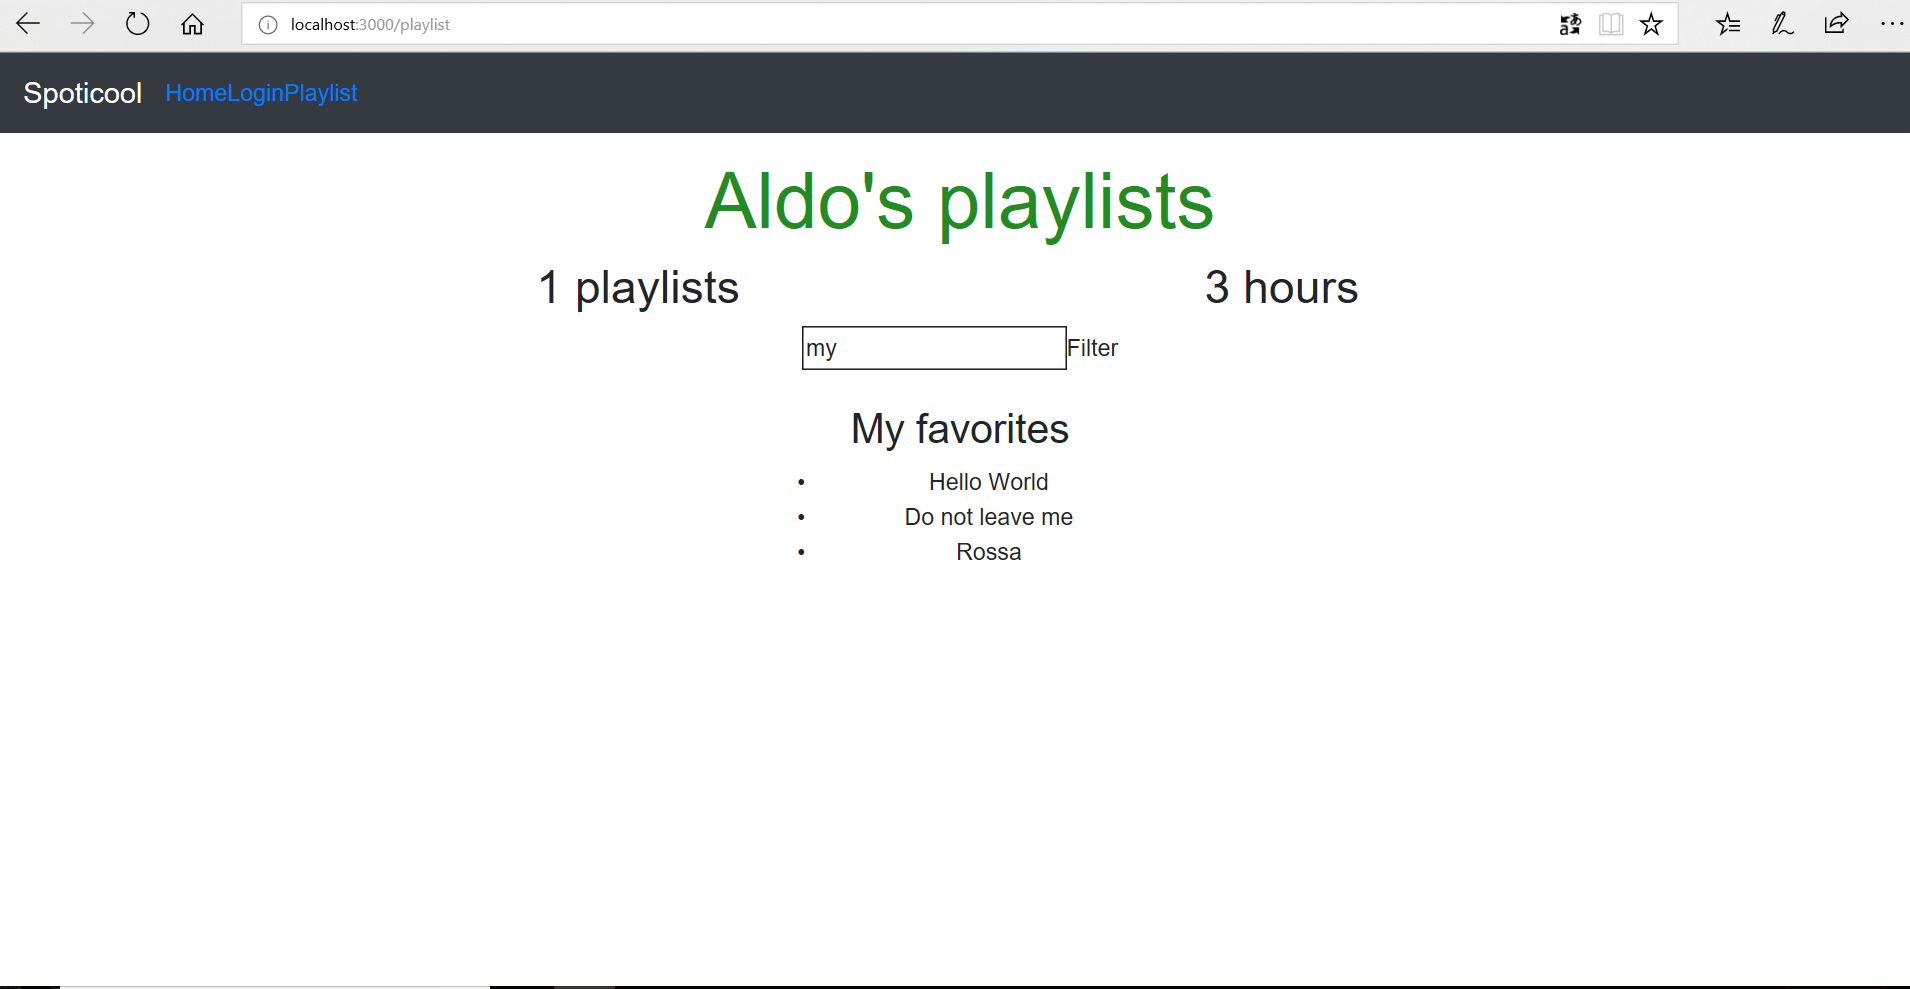 localhost:3000/playlist
Spoticool HomeLoginPlaylist
Aldo's playlists
1 playlists 3 hours
my Filter
My favorites
• Hello World
• Do not leave me
• Rossa